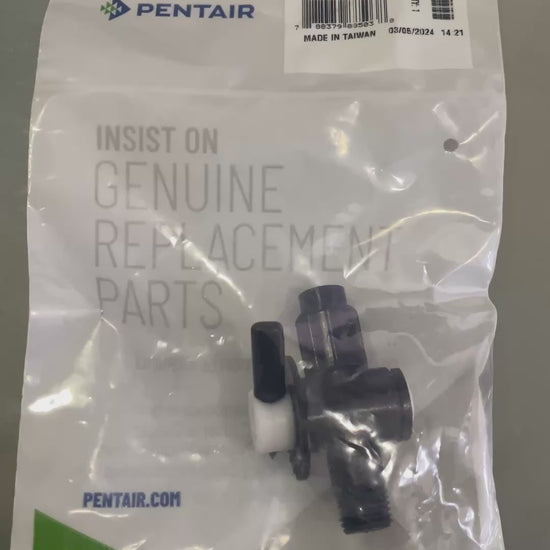 PENTAIR
MADE IN TAIWAN 03/05/2024 14:21
INSIST ON
GENUINE
REPLACEMENT
PARTS
PENTAIR.COM